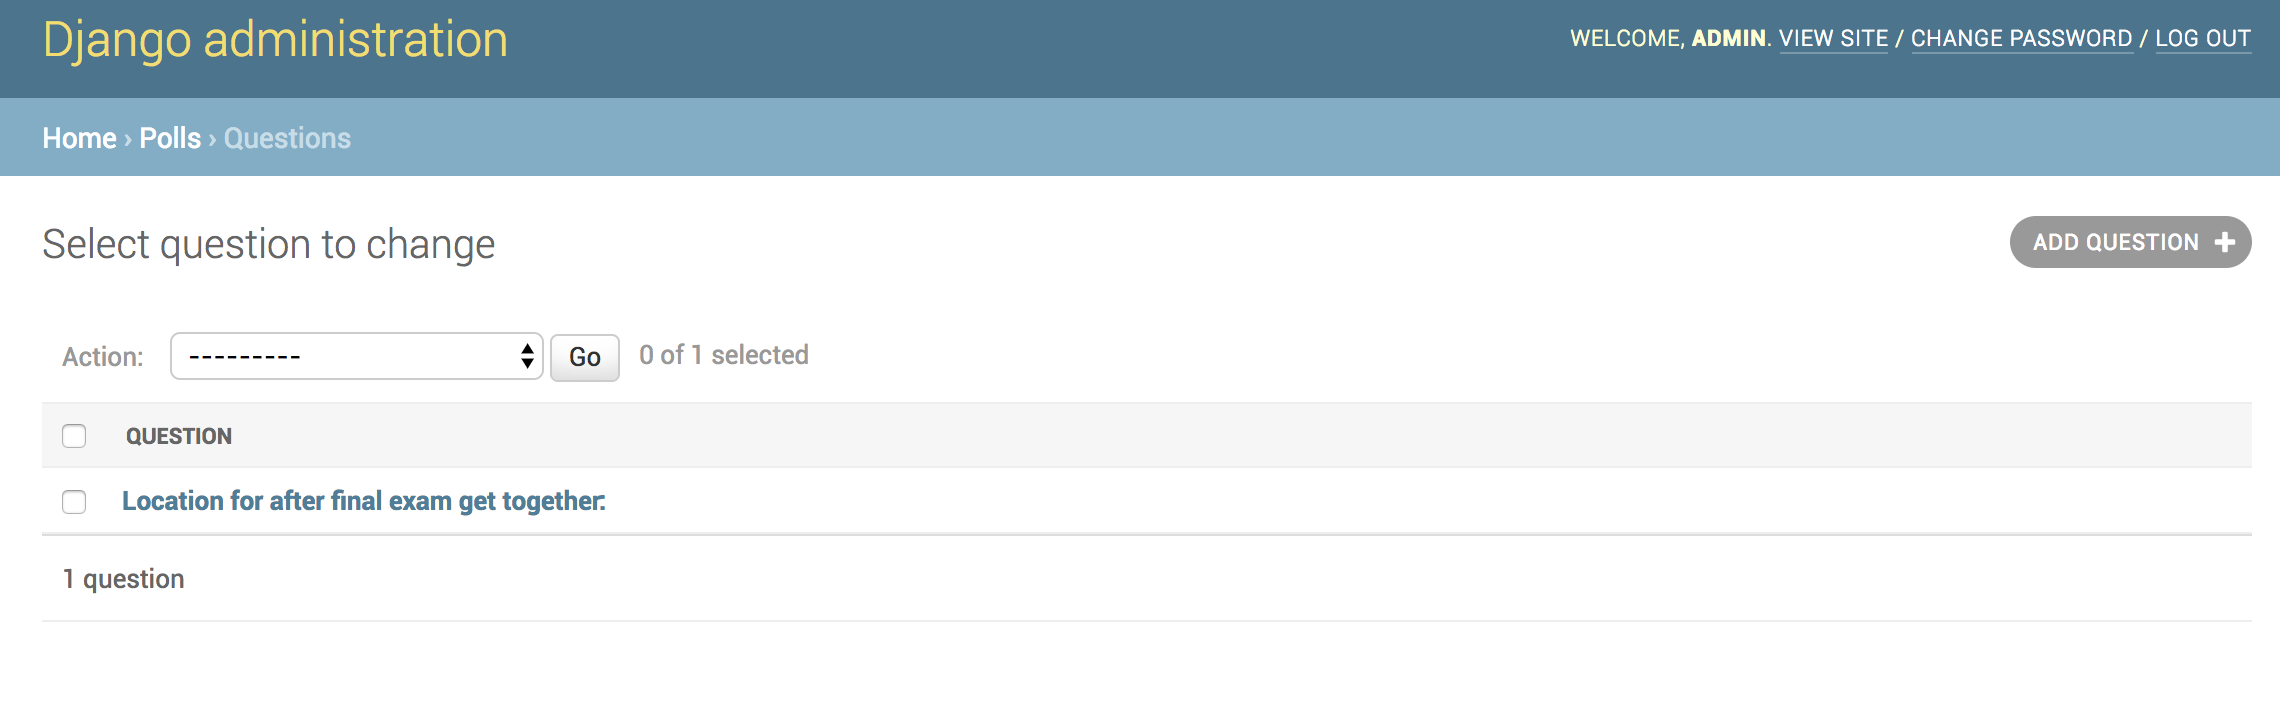 Django administration
WELCOME, ADMIN. VIEW SITE / CHANGE PASSWORD / LOG OUT
Home › Polls › Questions
Select question to change
ADD QUESTION +
Action: --------- Go 0 of 1 selected
QUESTION
Location for after final exam get together:
1 question